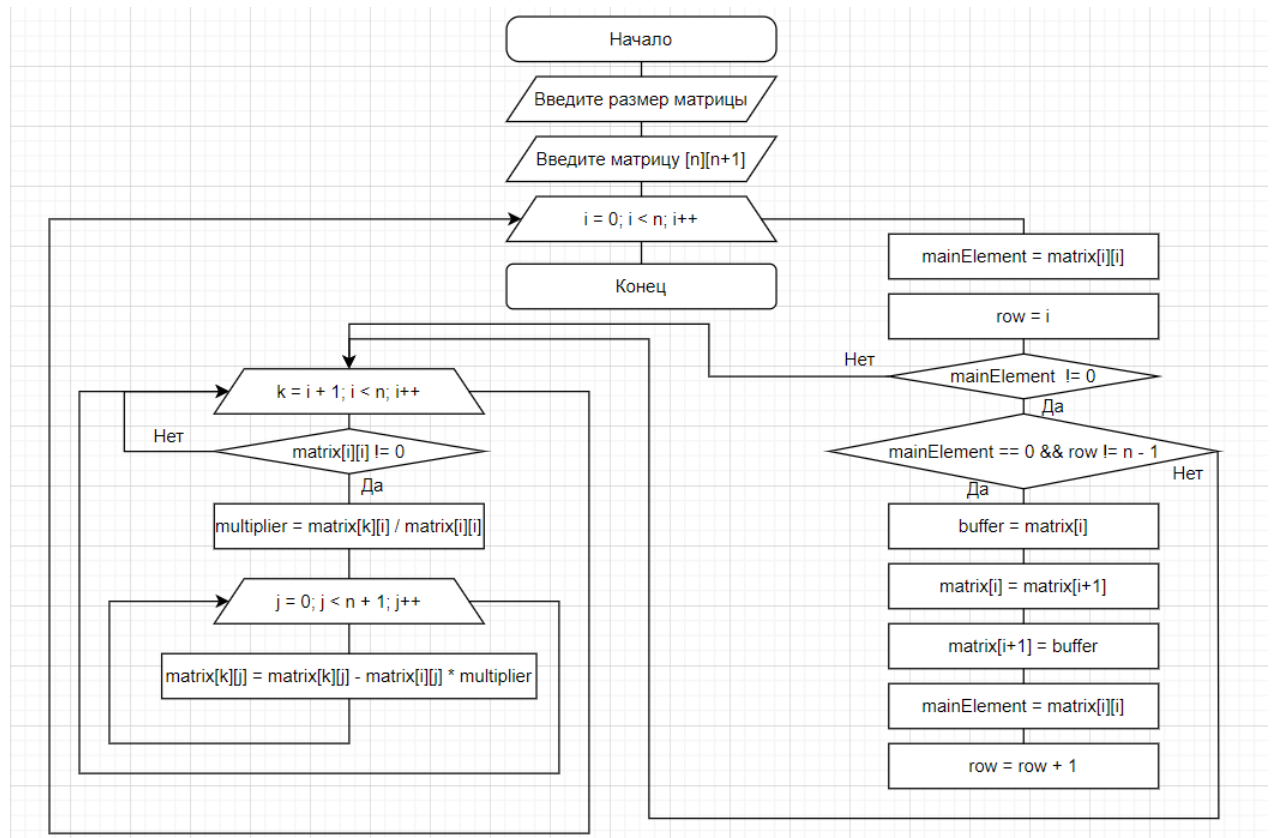 Начало
Введите размер матрицы
Введите матрицу [n][n+1]
i = 0; i < n; i++
Конец
mainElement = matrix[i][i]
row = i
mainElement != 0
Нет
Да
mainElement == 0 && row != n - 1
Нет
Да
buffer = matrix[i]
matrix[i] = matrix[i+1]
matrix[i+1] = buffer
mainElement = matrix[i][i]
row = row + 1
k = i + 1; i < n; i++
matrix[i][i] != 0
Нет
Да
multiplier = matrix[k][i] / matrix[i][i]
j = 0; j < n + 1; j++
matrix[k][j] = matrix[k][j] - matrix[i][j] * multiplier